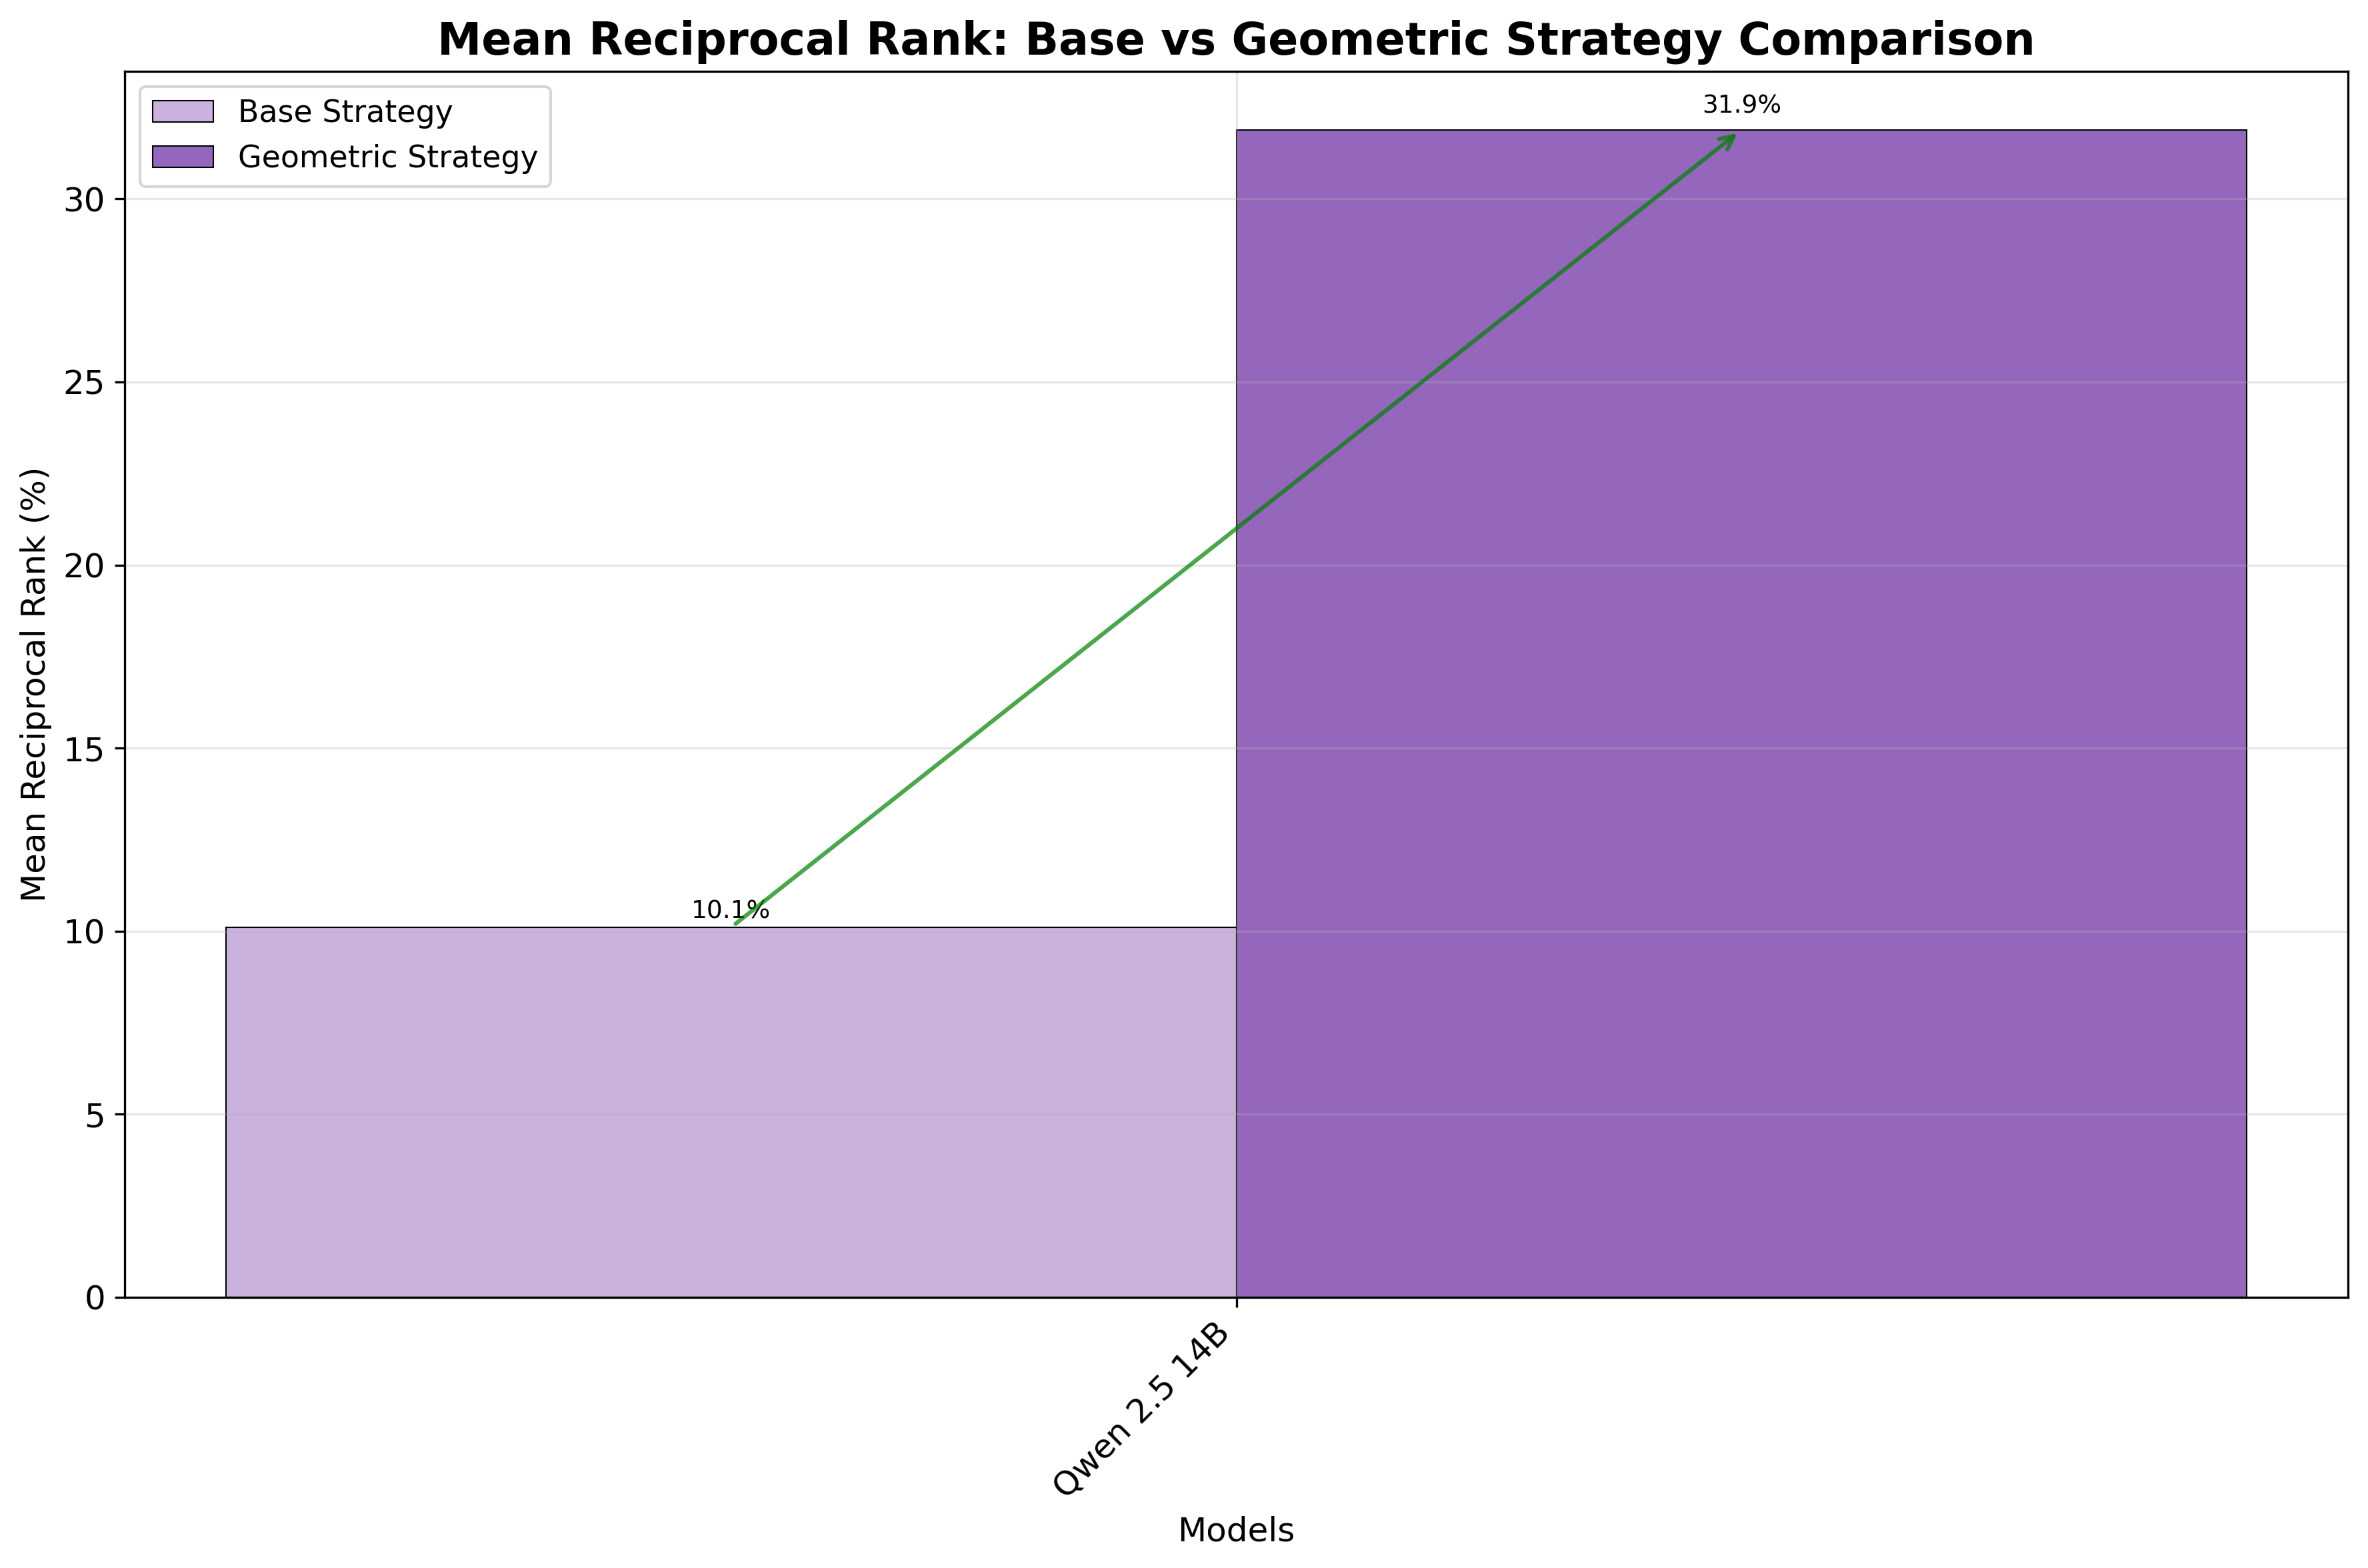 Mean Reciprocal Rank: Base vs Geometric Strategy Comparison
Base Strategy
Geometric Strategy
31.9%
10.1%
Mean Reciprocal Rank (%)
30
25
20
15
10
5
0
Qwen 2.5 14B
Models